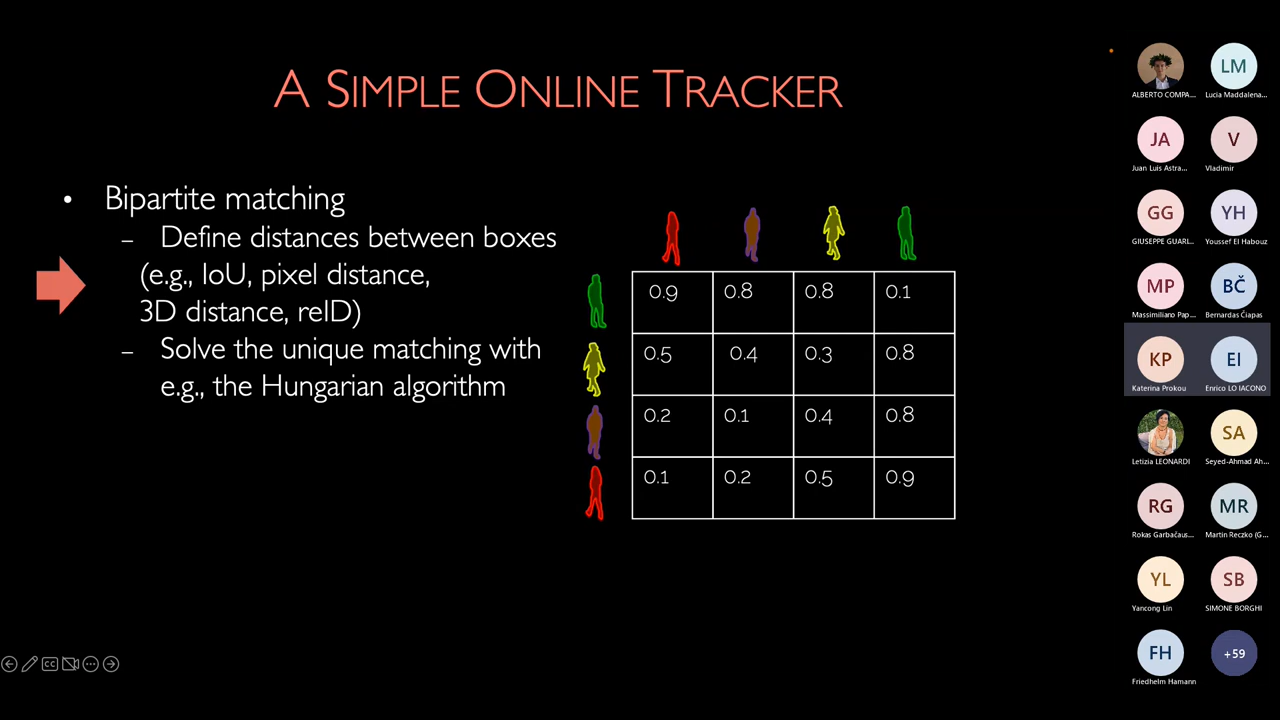 A SIMPLE ONLINE TRACKER
• Bipartite matching
– Define distances between boxes
(e.g., IoU, pixel distance,
3D distance, reID)
– Solve the unique matching with
e.g., the Hungarian algorithm
0.9 0.8 0.8 0.1
0.5 0.4 0.3 0.8
0.2 0.1 0.4 0.8
0.1 0.2 0.5 0.9
CC
LM
ALBERTO COMPA... Lucia Maddalena...
JA V
Juan Luis Astra... Vladimir
GG YH
GIUSEPPE GUARL... Youssef El Habouz
MP BČ
Massimiliano Pap... Bernardas Čiapas
KP EI
Katerina Prokou Enrico LO IACONO
SA
Letizia LEONARDI Seyed-Ahmad Ah...
RG MR
Rokas Garbačaus... Martin Reczko (G...
YL SB
Yancong Lin SIMONE BORGHI
FH +59
Friedhelm Hamann